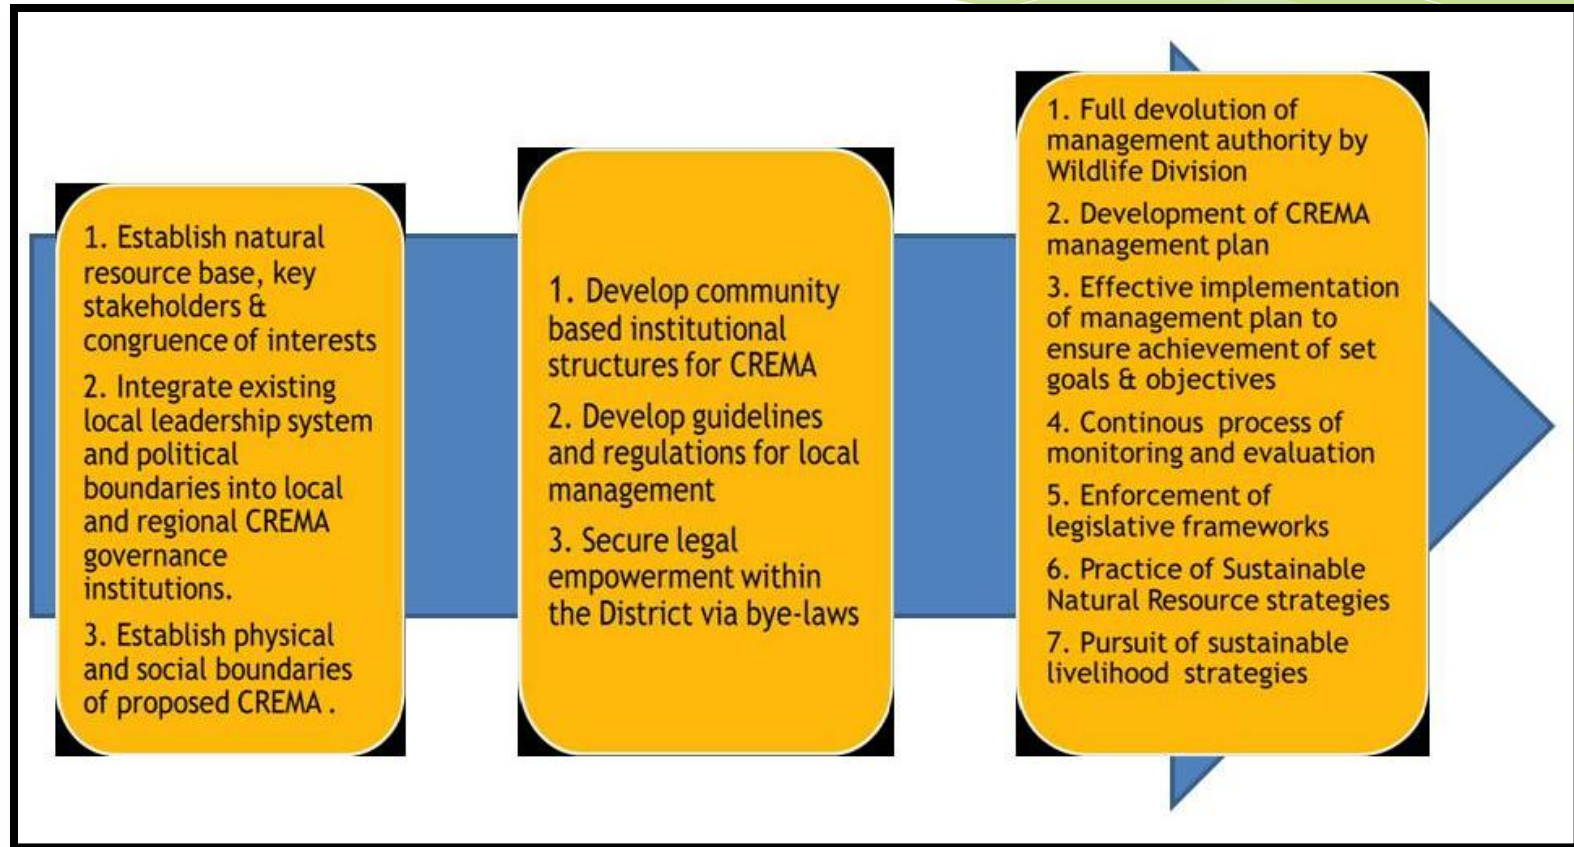 1. Establish natural
resource base, key
stakeholders &
congruence of interests
2. Integrate existing
local leadership system
and political
boundaries into local
and regional CREMA
governance
institutions.
3. Establish physical
and social boundaries
of proposed CREMA .
1. Develop community
based institutional
structures for CREMA
2. Develop guidelines
and regulations for local
management
3. Secure legal
empowerment within
the District via bye-laws
1. Full devolution of
management authority by
Wildlife Division
2. Development of CREMA
management plan
3. Effective implementation
of management plan to
ensure achievement of set
goals & objectives
4. Continous process of
monitoring and evaluation
5. Enforcement of
legislative frameworks
6. Practice of Sustainable
Natural Resource strategies
7. Pursuit of sustainable
livelihood strategies